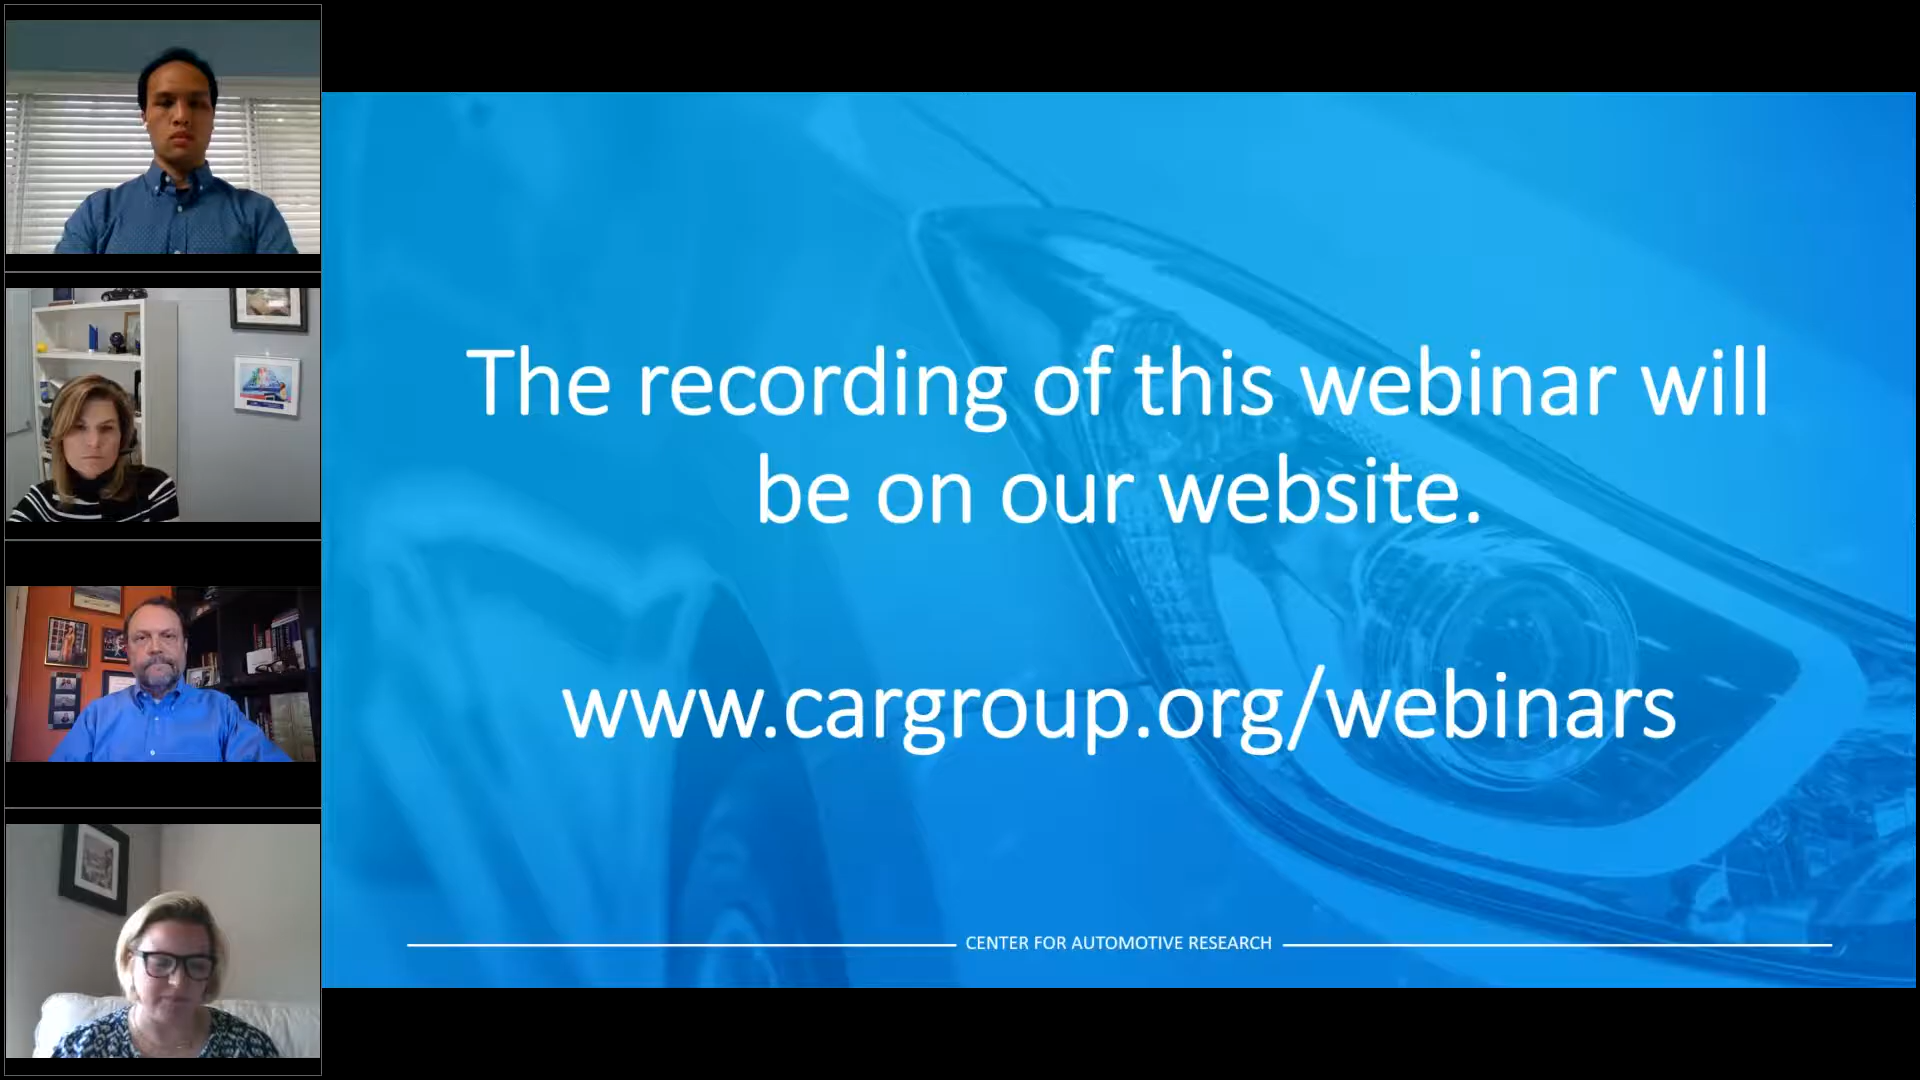 The recording of this webinar will
be on our website.
www.cargroup.org/webinars
CENTER FOR AUTOMOTIVE RESEARCH